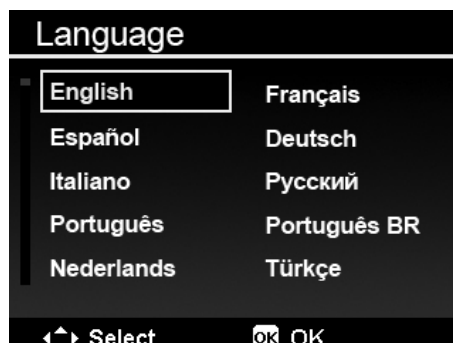 Language
English Français
Español Deutsch
Italiano Русский
Português Português BR
Nederlands Türkçe
Select OK OK